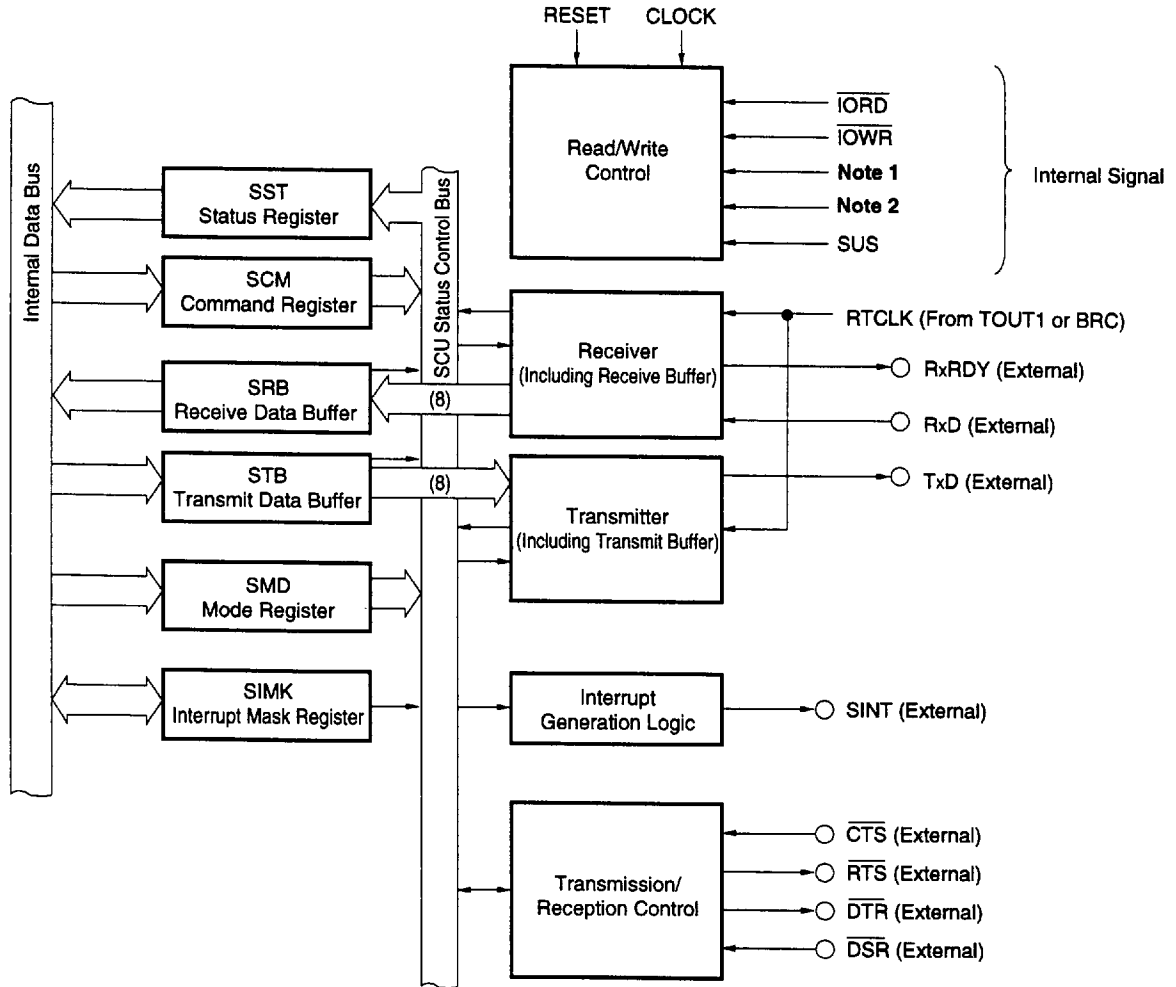 RESET CLOCK
Internal Data Bus
SCU Status Control Bus
Read/Write
Control
IORD
IOWR
Note 1
Note 2
SUS
Internal Signal
SST
Status Register
SCM
Command Register
SRB
Receive Data Buffer
(8)
STB
Transmit Data Buffer
(8)
SMD
Mode Register
SIMK
Interrupt Mask Register
Receiver
(Including Receive Buffer)
RTCLK (From TOUT1 or BRC)
RxRDY (External)
RxD (External)
TxD (External)
Transmitter
(Including Transmit Buffer)
Interrupt
Generation Logic
SINT (External)
Transmission/
Reception Control
CTS (External)
RTS (External)
DTR (External)
DSR (External)